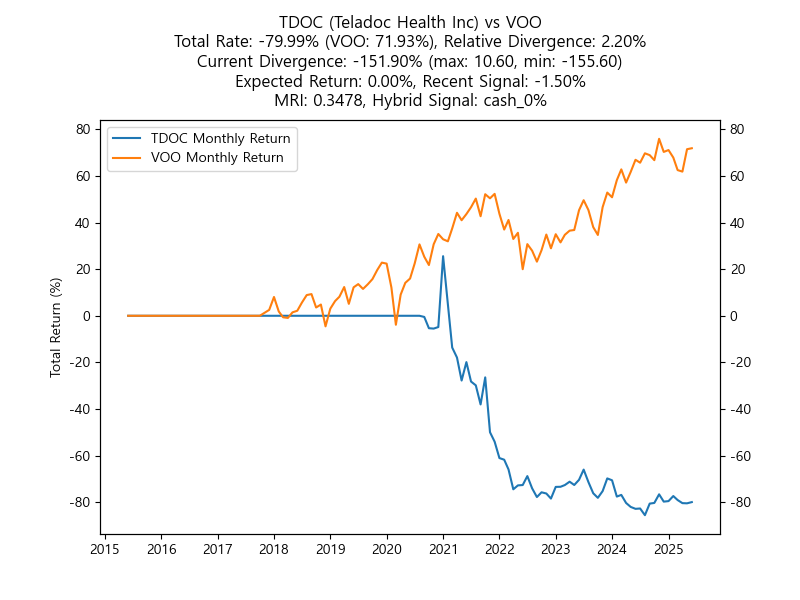 TDOC (Teladoc Health Inc) vs VOO
Total Rate: -79.99% (VOO: 71.93%), Relative Divergence: 2.20%
Current Divergence: -151.90% (max: 10.60, min: -155.60)
Expected Return: 0.00%, Recent Signal: -1.50%
MRI: 0.3478, Hybrid Signal: cash_0%
TDOC Monthly Return
VOO Monthly Return
Total Return (%)
80
60
40
20
0
-20
-40
-60
-80
80
60
40
20
0
-20
-40
-60
-80
2015 2016 2017 2018 2019 2020 2021 2022 2023 2024 2025